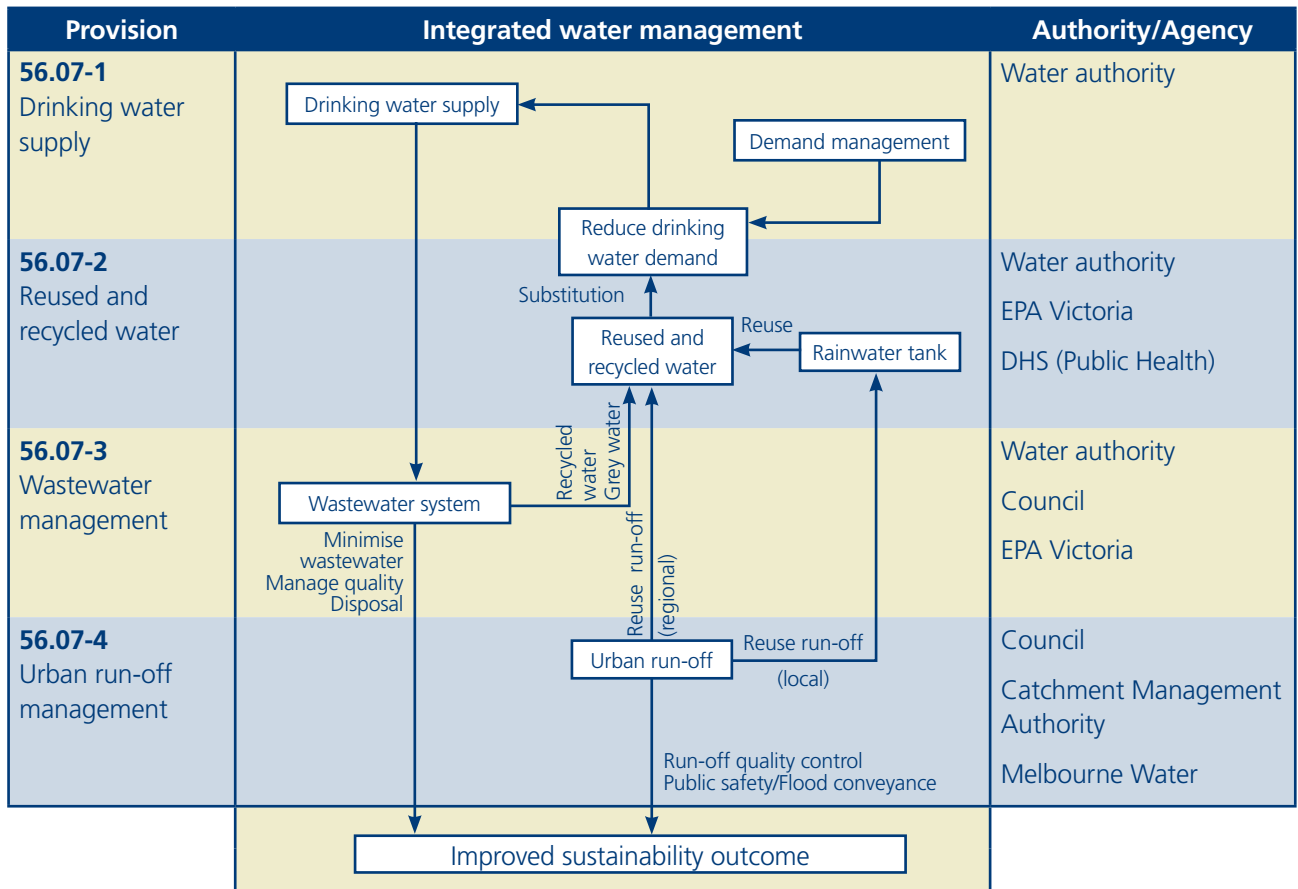 Provision
Integrated water management
Authority/Agency
56.07-1
Drinking water
supply
Drinking water supply
Demand management
Reduce drinking
water demand
Water authority
56.07-2
Reused and
recycled water
Substitution
Reused and
recycled water
Reuse
Rainwater tank
Water authority
EPA Victoria
DHS (Public Health)
56.07-3
Wastewater
management
Wastewater system
Minimise
wastewater
Manage quality
Disposal
Recycled
water
Grey water
Reuse run-off
(regional)
Water authority
Council
EPA Victoria
56.07-4
Urban run-off
management
Urban run-off
Reuse run-off
(local)
Run-off quality control
Public safety/Flood conveyance
Council
Catchment Management
Authority
Melbourne Water
Improved sustainability outcome